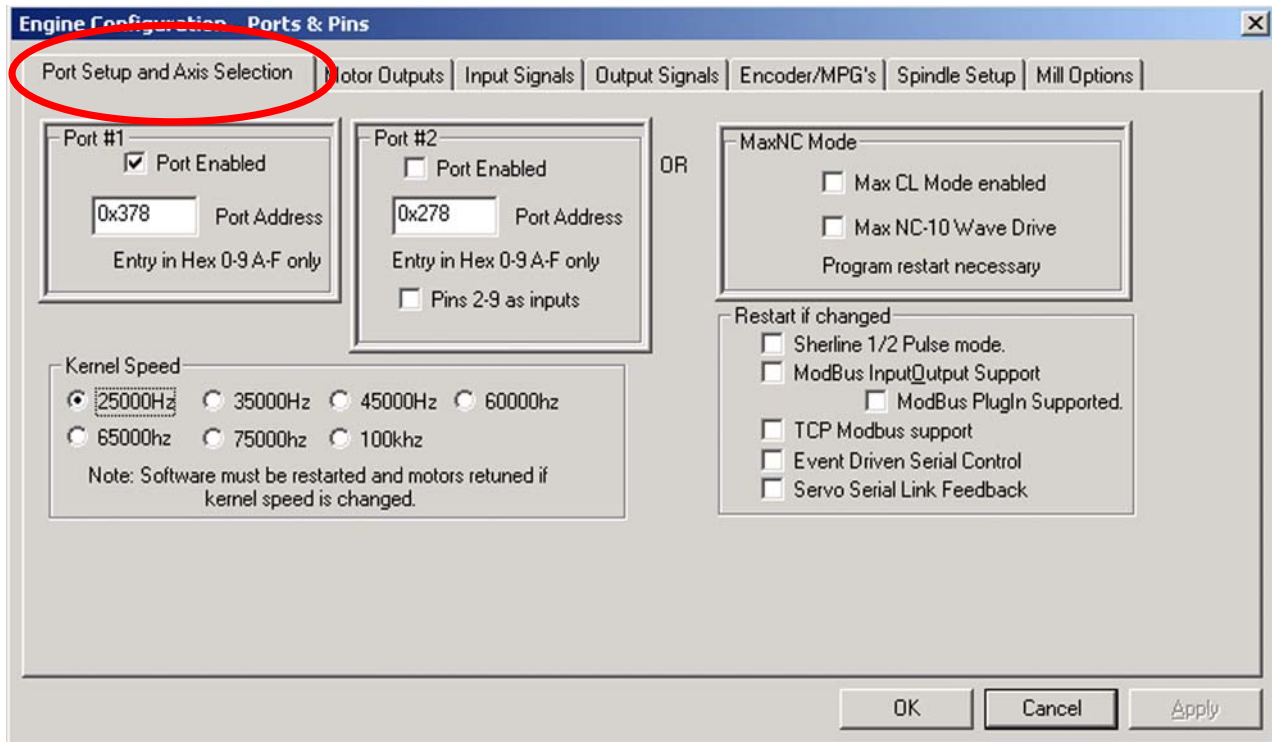 Engine Configuration - Ports & Pins
Port Setup and Axis Selection Motor Outputs Input Signals Output Signals Encoder/MPG's Spindle Setup Mill Options
Port #1
Port Enabled
0x378 Port Address
Entry in Hex 0-9 A-F only
Port #2
Port Enabled
0x278 Port Address
Entry in Hex 0-9 A-F only
Pins 2-9 as inputs
OR
MaxNC Mode
Max CL Mode enabled
Max NC-10 Wave Drive
Program restart necessary
Restart if changed
Sherline 1/2 Pulse mode.
ModBus InputOutput Support
ModBus PlugIn Supported.
TCP Modbus support
Event Driven Serial Control
Servo Serial Link Feedback
Kernel Speed
25000Hz 35000Hz 45000Hz 60000hz
65000hz 75000hz 100khz
Note: Software must be restarted and motors retuned if
kernel speed is changed.
OK Cancel Apply